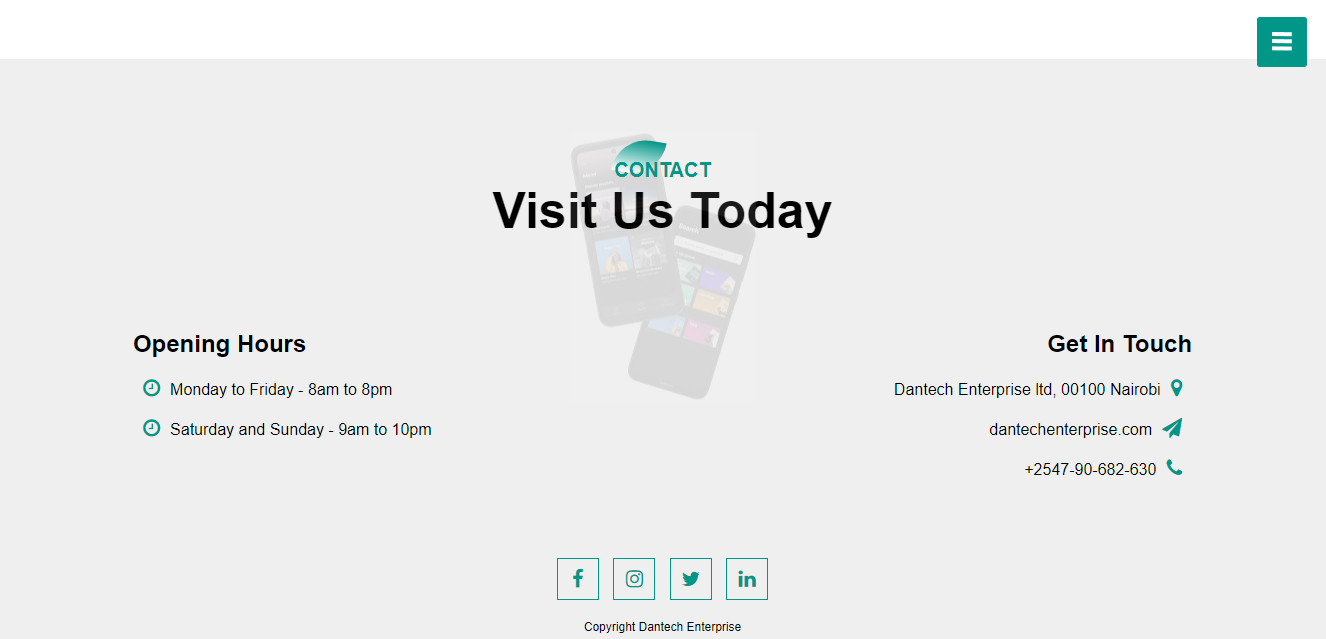 CONTACT
Visit Us Today
Opening Hours
Monday to Friday - 8am to 8pm
Saturday and Sunday - 9am to 10pm
Get In Touch
Dantech Enterprise ltd, 00100 Nairobi
dantechenterprise.com
+2547-90-682-630
Copyright Dantech Enterprise